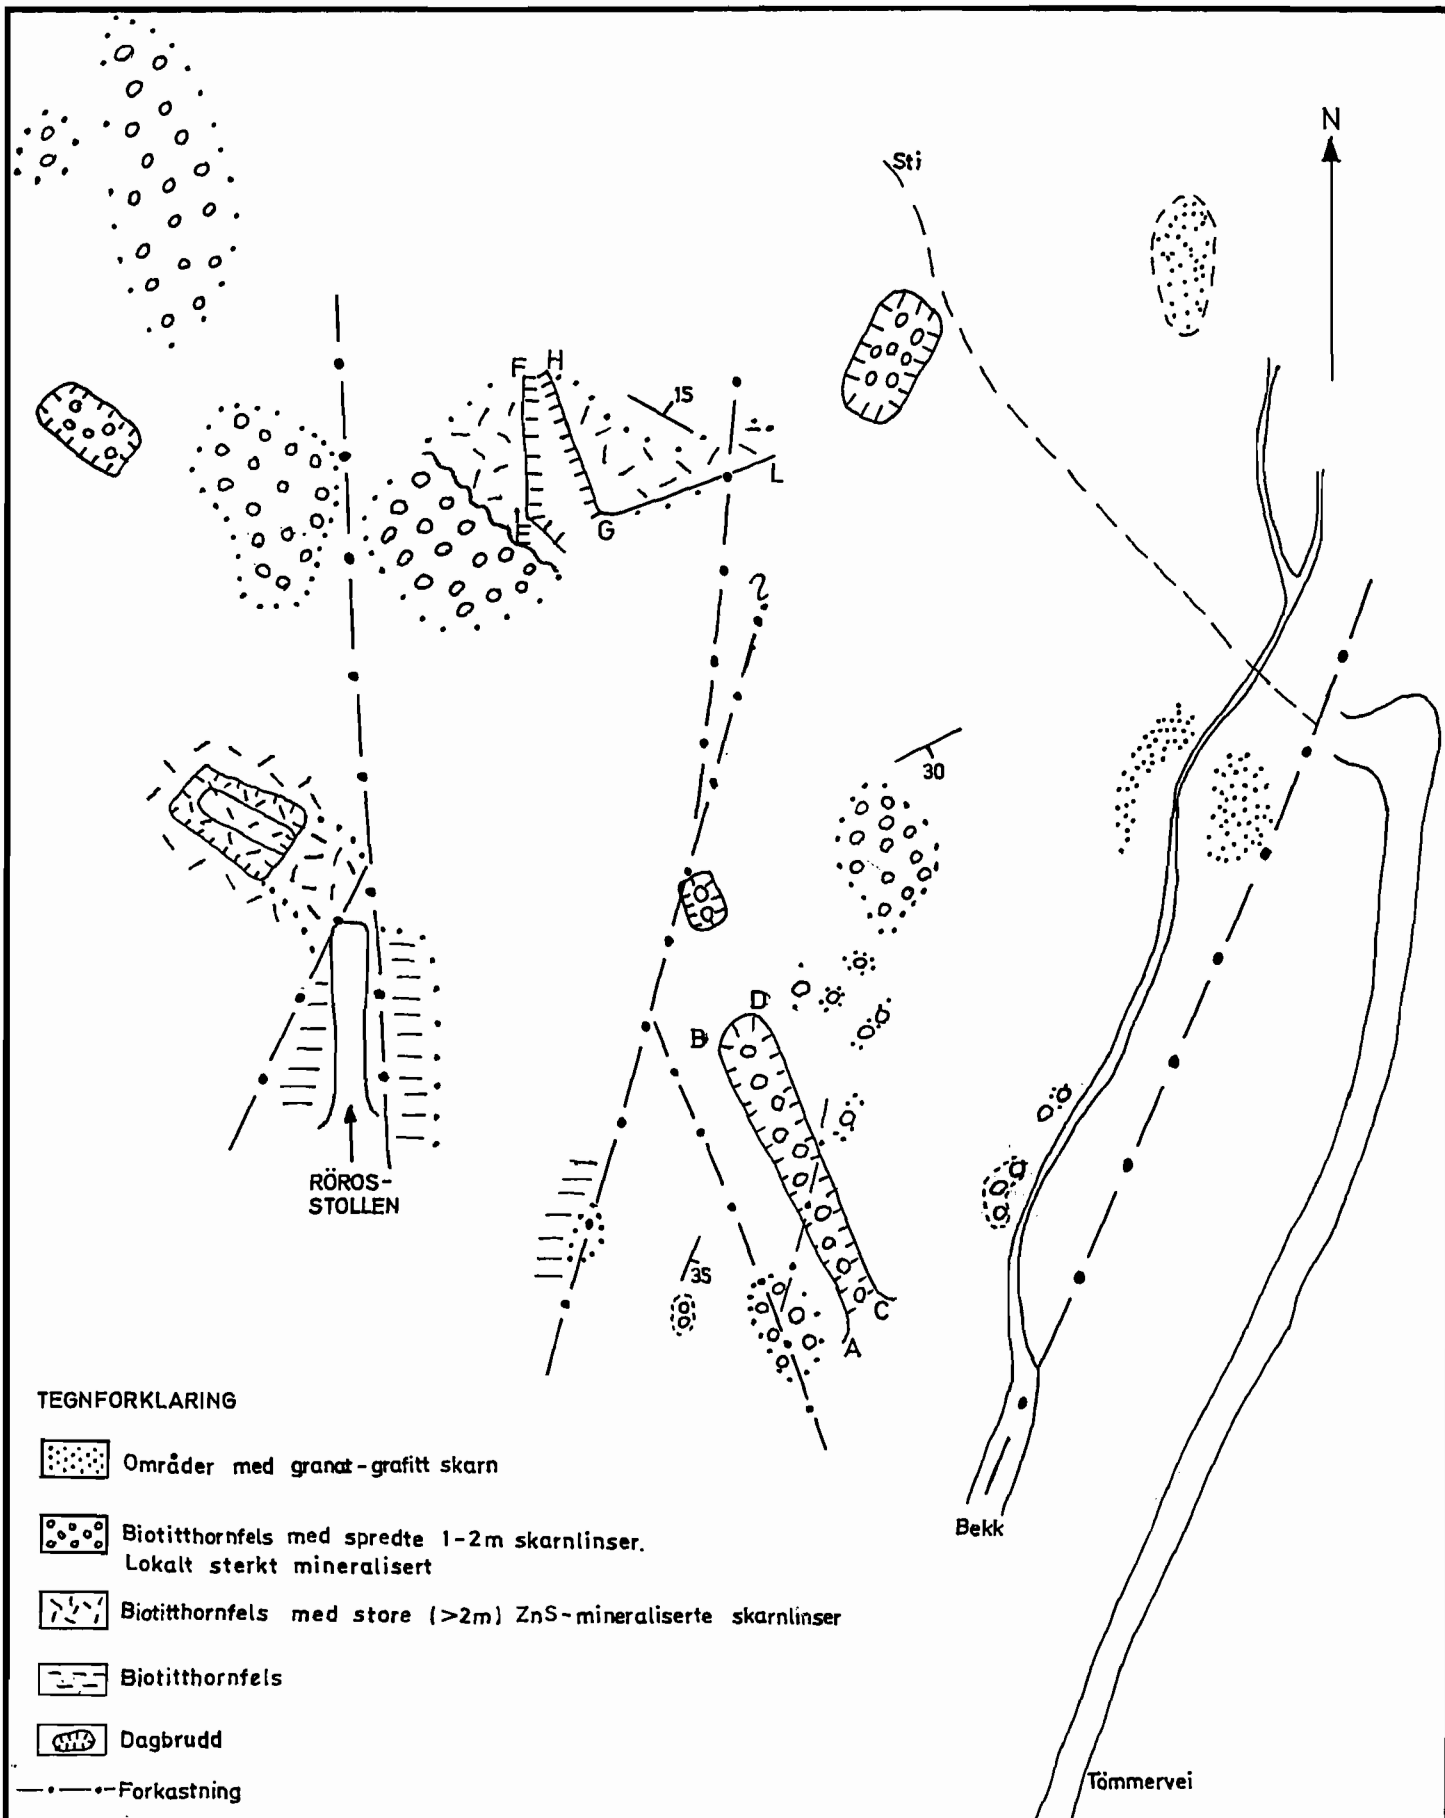 N
Sti
F H
15
L
E
G
30
D
B
RÖROS-
STOLLEN
35
C
A
TEGNFORKLARING
Områder med granat-grafitt skarn
Biotitthornfels med spredte 1-2m skarnlinser.
Lokalt sterkt mineralisert
Bekk
Biotitthornfels med store (>2m) ZnS-mineraliserte skarnlinser
Biotitthornfels
Dagbrudd
Forkastning
Tömmervei